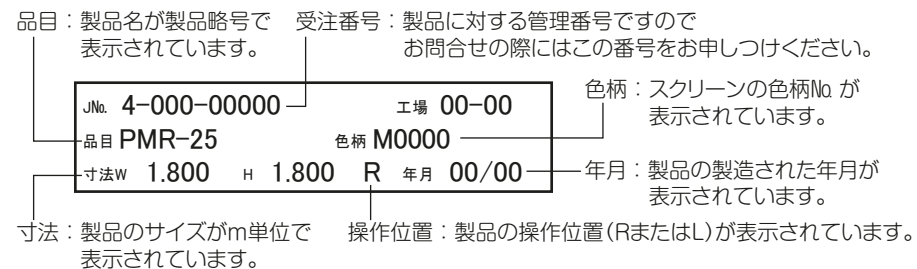 品目：製品名が製品略号で
表示されています。
受注番号：製品に対する管理番号ですので
お問合せの際にはこの番号をお申しつけください。
JNo. 4-000-00000 工場 00-00
品目 PMR-25 色柄 M0000
寸法W 1.800 H 1.800 R 年月 00/00
色柄：スクリーンの色柄No. が
表示されています。
年月：製品の製造された年月が
表示されています。
寸法：製品のサイズがm単位で
表示されています。
操作位置：製品の操作位置(RまたはL)が表示されています。